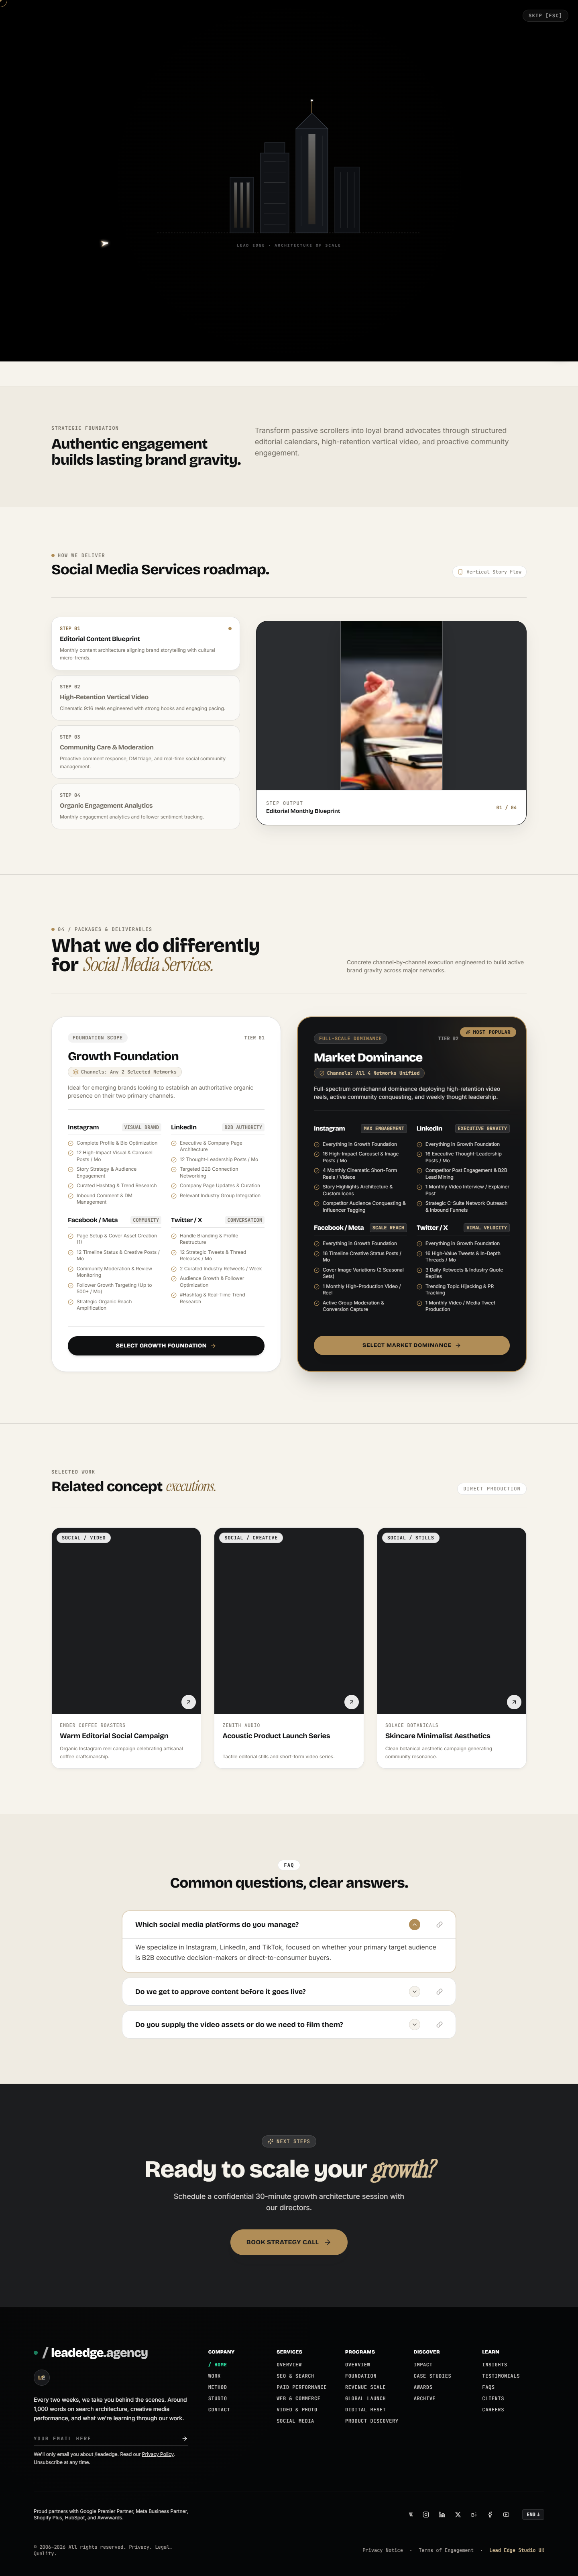 SKIP [ESC]
LEAD EDGE · ARCHITECTURE OF SCALE
STRATEGIC FOUNDATION
Authentic engagement
builds lasting brand gravity.
Transform passive scrollers into loyal brand advocates through structured
editorial calendars, high-retention vertical video, and proactive community
engagement.
HOW WE DELIVER
Social Media Services roadmap.
Vertical Story Flow
STEP 01
Editorial Content Blueprint
Monthly content architecture aligning brand storytelling with cultural
micro-trends.
STEP 02
High-Retention Vertical Video
Cinematic 9:16 reels engineered with strong hooks and engaging pacing.
STEP 03
Community Care & Moderation
Proactive comment response, DM triage, and real-time social community
management.
STEP 04
Organic Engagement Analytics
Monthly engagement analytics and follower sentiment tracking.
STEP OUTPUT
Editorial Monthly Blueprint
01 / 04
04 / PACKAGES & DELIVERABLES
What we do differently
for Social Media Services.
Concrete channel-by-channel execution engineered to build active
brand gravity across major networks.
FOUNDATION SCOPE
TIER 01
Growth Foundation
Channels: Any 2 Selected Networks
Ideal for emerging brands looking to establish an authoritative organic
presence on their two primary channels.
Instagram
VISUAL BRAND
Complete Profile & Bio Optimization
12 High-Impact Visual & Carousel
Posts / Mo
Story Strategy & Audience
Engagement
Curated Hashtag & Trend Research
Inbound Comment & DM
Management
LinkedIn
B2B AUTHORITY
Executive & Company Page
Architecture
12 Thought-Leadership Posts / Mo
Targeted B2B Connection
Networking
Company Page Updates & Curation
Relevant Industry Group Integration
Facebook / Meta
COMMUNITY
Page Setup & Cover Asset Creation
(1)
12 Timeline Status & Creative Posts /
Mo
Community Moderation & Review
Monitoring
Follower Growth Targeting (Up to
500+ / Mo)
Strategic Organic Reach
Amplification
Twitter / X
CONVERSATION
Handle Branding & Profile
Restructure
12 Strategic Tweets & Thread
Releases / Mo
2 Curated Industry Retweets / Week
Audience Growth & Follower
Optimization
#Hashtag & Real-Time Trend
Research
SELECT GROWTH FOUNDATION
MOST POPULAR
FULL-SCALE DOMINANCE
TIER 02
Market Dominance
Channels: All 4 Networks Unified
Full-spectrum omnichannel dominance deploying high-retention video
reels, active community conquesting, and weekly thought leadership.
Instagram
MAX ENGAGEMENT
Everything in Growth Foundation
16 High-Impact Carousel & Image
Posts / Mo
4 Monthly Cinematic Short-Form
Reels / Videos
Story Highlights Architecture &
Custom Icons
Competitor Audience Conquesting &
Influencer Tagging
LinkedIn
EXECUTIVE GRAVITY
Everything in Growth Foundation
16 Executive Thought-Leadership
Posts / Mo
Competitor Post Engagement & B2B
Lead Mining
1 Monthly Video Interview / Explainer
Post
Strategic C-Suite Network Outreach
& Inbound Funnels
Facebook / Meta
SCALE REACH
Everything in Growth Foundation
16 Timeline Creative Status Posts /
Mo
Cover Image Variations (2 Seasonal
Sets)
1 Monthly High-Production Video /
Reel
Active Group Moderation &
Conversion Capture
Twitter / X
VIRAL VELOCITY
Everything in Growth Foundation
16 High-Value Tweets & In-Depth
Threads / Mo
3 Daily Retweets & Industry Quote
Replies
Trending Topic Hijacking & PR
Tracking
1 Monthly Video / Media Tweet
Production
SELECT MARKET DOMINANCE
SELECTED WORK
Related concept executions.
DIRECT PRODUCTION
SOCIAL / VIDEO
EMBER COFFEE ROASTERS
Warm Editorial Social Campaign
Organic Instagram reel campaign celebrating artisanal
coffee craftsmanship.
SOCIAL / CREATIVE
ZENITH AUDIO
Acoustic Product Launch Series
Tactile editorial stills and short-form video series.
SOCIAL / STILLS
SOLACE BOTANICALS
Skincare Minimalist Aesthetics
Clean botanical aesthetic campaign generating
community resonance.
FAQ
Common questions, clear answers.
Which social media platforms do you manage?
We specialize in Instagram, LinkedIn, and TikTok, focused on whether your primary target audience
is B2B executive decision-makers or direct-to-consumer buyers.
Do we get to approve content before it goes live?
Do you supply the video assets or do we need to film them?
NEXT STEPS
Ready to scale your growth?
Schedule a confidential 30-minute growth architecture session with
our directors.
BOOK STRATEGY CALL
/ leadedge.agency
LE
Every two weeks, we take you behind the scenes. Around
1,000 words on search architecture, creative media
performance, and what we're learning through our work.
YOUR EMAIL HERE
We'll only email you about /leadedge. Read our Privacy Policy.
Unsubscribe at any time.
COMPANY
/ HOME
WORK
METHOD
STUDIO
CONTACT
SERVICES
OVERVIEW
SEO & SEARCH
PAID PERFORMANCE
WEB & COMMERCE
VIDEO & PHOTO
SOCIAL MEDIA
PROGRAMS
OVERVIEW
FOUNDATION
REVENUE SCALE
GLOBAL LAUNCH
DIGITAL RESET
PRODUCT DISCOVERY
DISCOVER
IMPACT
CASE STUDIES
AWARDS
ARCHIVE
LEARN
INSIGHTS
TESTIMONIALS
FAQS
CLIENTS
CAREERS
Proud partners with Google Premier Partner, Meta Business Partner,
Shopify Plus, HubSpot, and Awwwards.
ENG ↓
© 2006–2026 All rights reserved. Privacy. Legal.
Quality.
Privacy Notice · Terms of Engagement · Lead Edge Studio UK